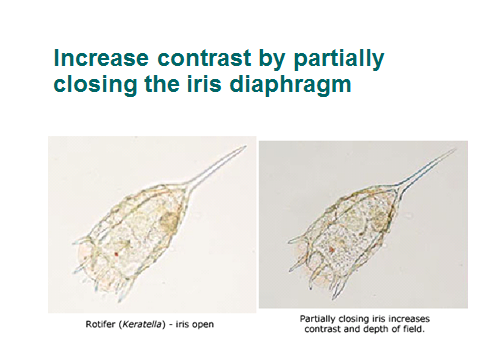 Increase contrast by partially
closing the iris diaphragm
Rotifer (Keratella) - iris open
Partially closing iris increases
contrast and depth of field.